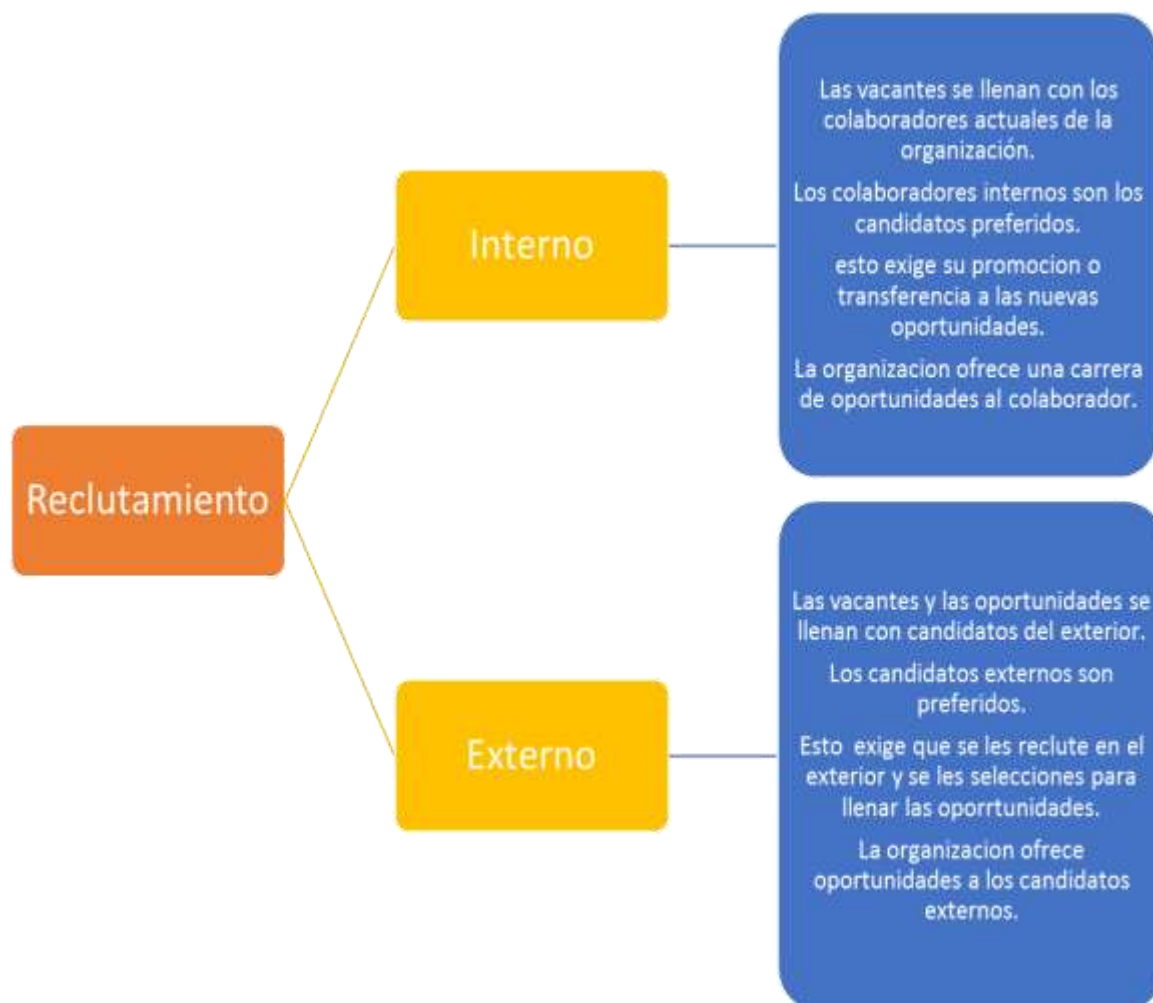 Reclutamiento
Interno
Las vacantes se llenan con los
colaboradores actuales de la
organización.
Los colaboradores internos son los
candidatos preferidos.
esto exige su promocion o
transferencia a las nuevas
oportunidades.
La organizacion ofrece una carrera
de oportunidades al colaborador.
Externo
Las vacantes y las oportunidades se
llenan con candidatos del exterior.
Los candidatos externos son
preferidos.
Esto exige que se les reclute en el
exterior y se les selecciones para
llenar las oporrtunidades.
La organizacion ofrece
oportunidades a los candidatos
externos.